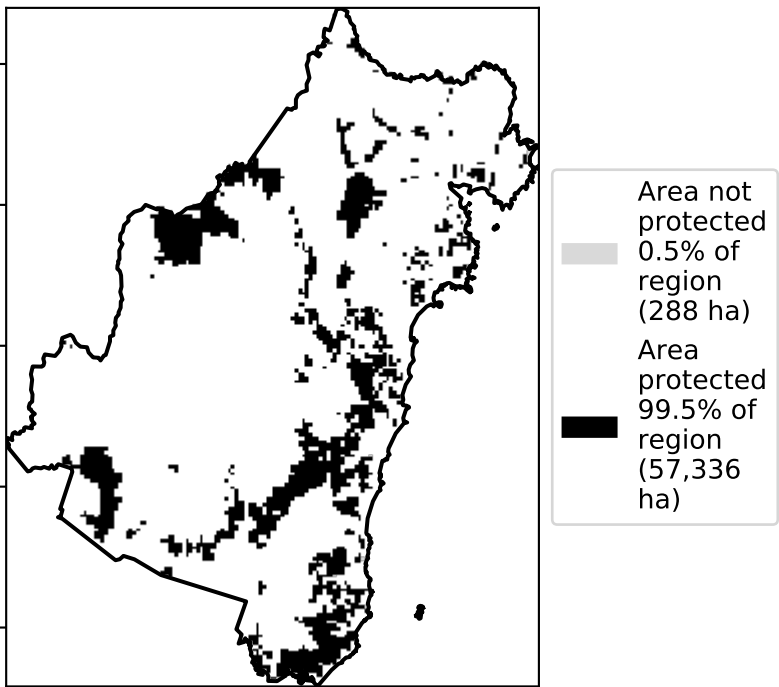 Area not
protected
0.5% of
region
(288 ha)
Area
protected
99.5% of
region
(57,336
ha)